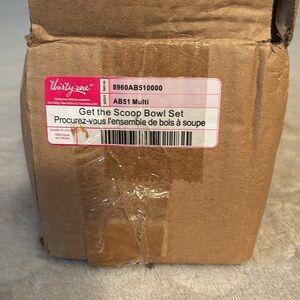 thirty-one
8960AB510000
AB51 Multi
Get the Scoop Bowl Set
Procurez-vous l'ensemble de bols à soupe